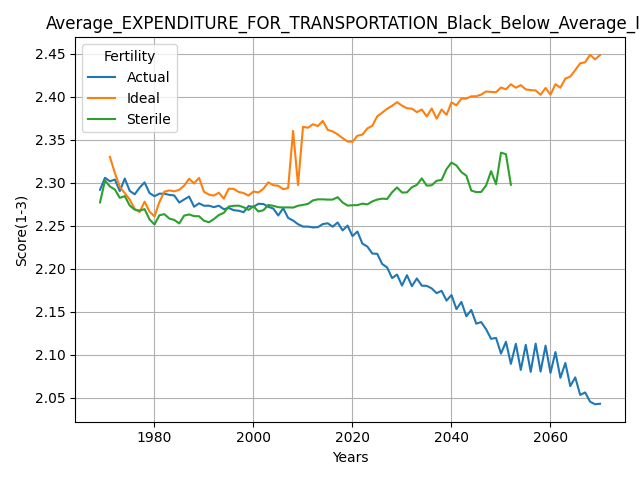 Average_EXPENDITURE_FOR_TRANSPORTATION_Black_Below_Average_I
Fertility
Actual
Ideal
Sterile
2.45
2.40
2.35
2.30
2.25
2.20
2.15
2.10
2.05
Score(1-3)
1980 2000 2020 2040 2060
Years